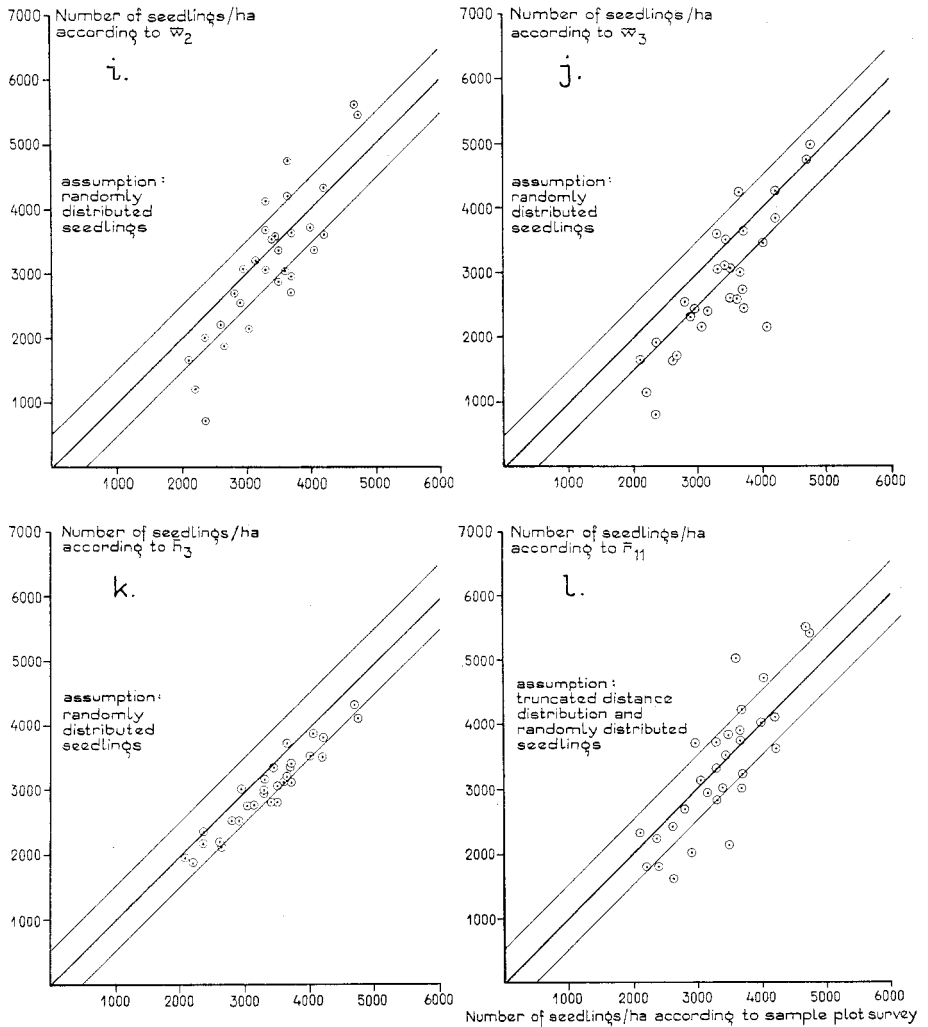 Number of seedlings/ha
according to w̅₂
i.
assumption:
randomly
distributed
seedlings
7000
6000
5000
4000
3000
2000
1000
1000 2000 3000 4000 5000 6000
Number of seedlings/ha
according to w̅₃
j.
assumption:
randomly
distributed
seedlings
7000
6000
5000
4000
3000
2000
1000
1000 2000 3000 4000 5000 6000
Number of seedlings/ha
according to h̅₃
k.
assumption:
randomly
distributed
seedlings
7000
6000
5000
4000
3000
2000
1000
1000 2000 3000 4000 5000 6000
Number of seedlings/ha
according to r̅₁₁
l.
assumption:
truncated distance
distribution and
randomly distributed
seedlings
7000
6000
5000
4000
3000
2000
1000
1000 2000 3000 4000 5000 6000
Number of seedlings/ha according to sample plot survey